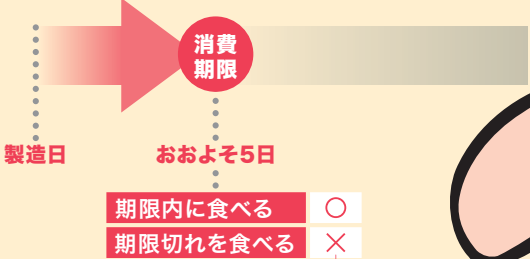 消費
期限
製造日
おおよそ5日
期限内に食べる ○
期限切れを食べる ×